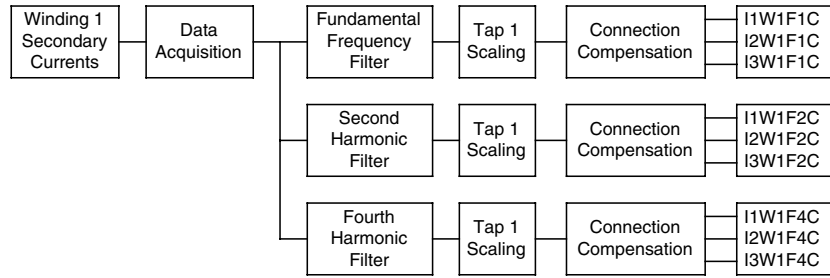 Winding 1
Secondary
Currents
Data
Acquisition
Fundamental
Frequency
Filter
Tap 1
Scaling
Connection
Compensation
I1W1F1C
I2W1F1C
I3W1F1C
Second
Harmonic
Filter
Tap 1
Scaling
Connection
Compensation
I1W1F2C
I2W1F2C
I3W1F2C
Fourth
Harmonic
Filter
Tap 1
Scaling
Connection
Compensation
I1W1F4C
I2W1F4C
I3W1F4C